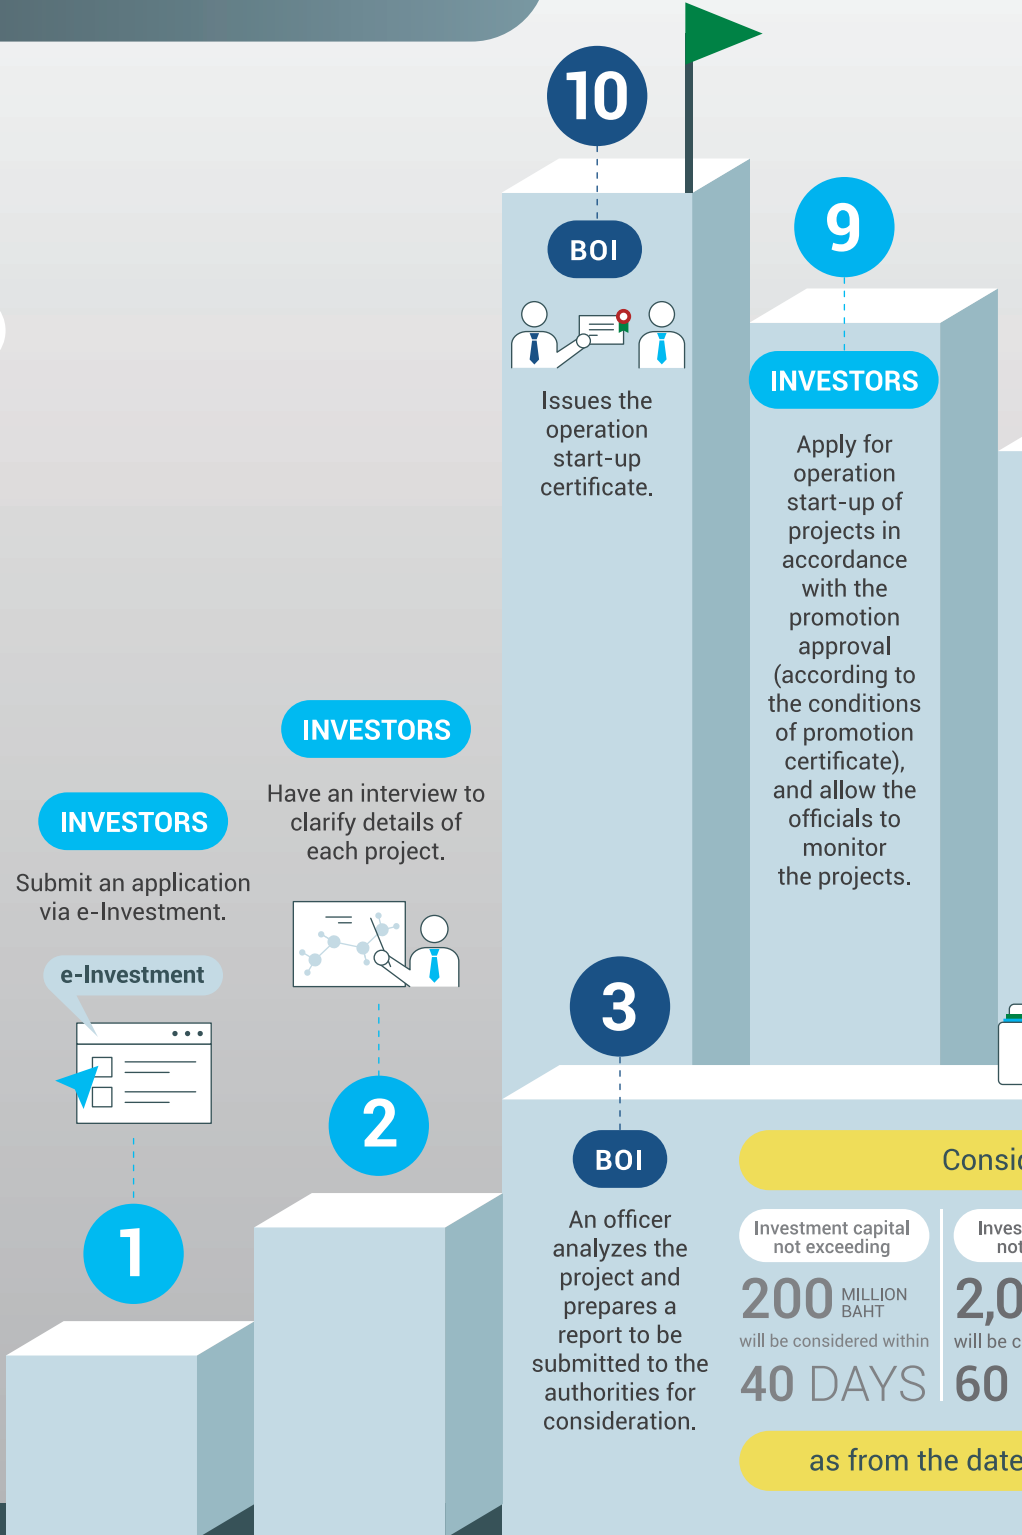 10
BOI
Issues the
operation
start-up
certificate.
9
INVESTORS
Apply for
operation
start-up of
projects in
accordance
with the
promotion
approval
(according to
the conditions
of promotion
certificate),
and allow the
officials to
monitor
the projects.
INVESTORS
Have an interview to
clarify details of
each project.
2
INVESTORS
Submit an application
via e-Investment.
e-Investment
1
3
BOI
An officer
analyzes the
project and
prepares a
report to be
submitted to the
authorities for
consideration.
Investment capital
not exceeding
200 MILLION
BAHT
will be considered within
40 DAYS
will be
60
as from the date